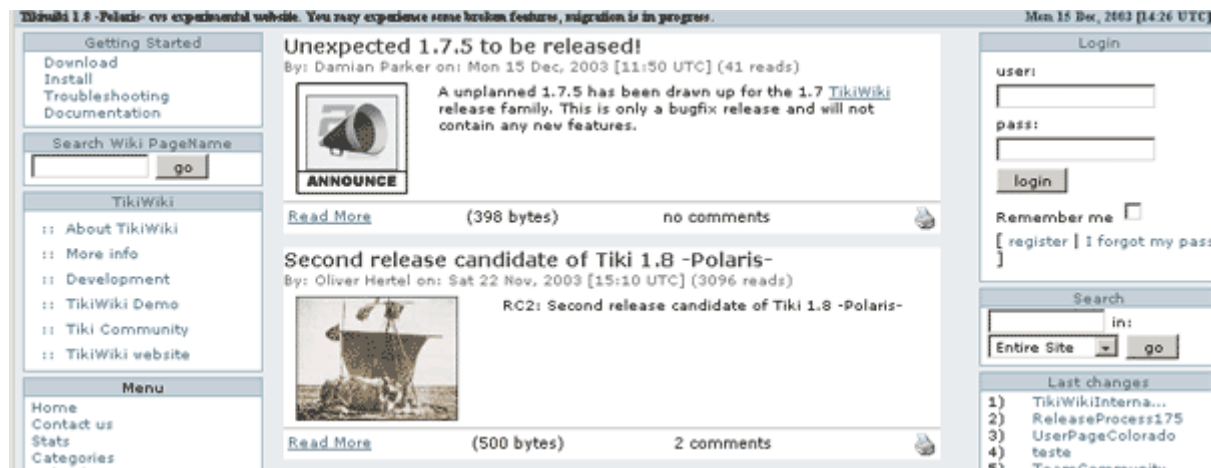 Tikiwiki 1.8 -Polaris- cvs experimental website. You may experience some broken features, migration is in progress.
Mon 15 Dec, 2003 [14:26 UTC]
Getting Started
Download
Install
Troubleshooting
Documentation
Search Wiki PageName
go
TikiWiki
:: About TikiWiki
:: More info
:: Development
:: TikiWiki Demo
:: Tiki Community
:: TikiWiki website
Menu
Home
Contact us
Stats
Categories
Unexpected 1.7.5 to be released!
By: Damian Parker on: Mon 15 Dec, 2003 [11:50 UTC] (41 reads)
ANNOUNCE
A unplanned 1.7.5 has been drawn up for the 1.7 TikiWiki
release family. This is only a bugfix release and will not
contain any new features.
Read More (398 bytes) no comments
Second release candidate of Tiki 1.8 -Polaris-
By: Oliver Hertel on: Sat 22 Nov, 2003 [15:10 UTC] (3096 reads)
RC2: Second release candidate of Tiki 1.8 -Polaris-
Read More (500 bytes) 2 comments
Login
user:
pass:
login
Remember me
[ register | I forgot my pass
]
Search
in:
Entire Site go
Last changes
1) TikiWikiInterna...
2) ReleaseProcess175
3) UserPageColorado
4) teste
5) TeamCommunity